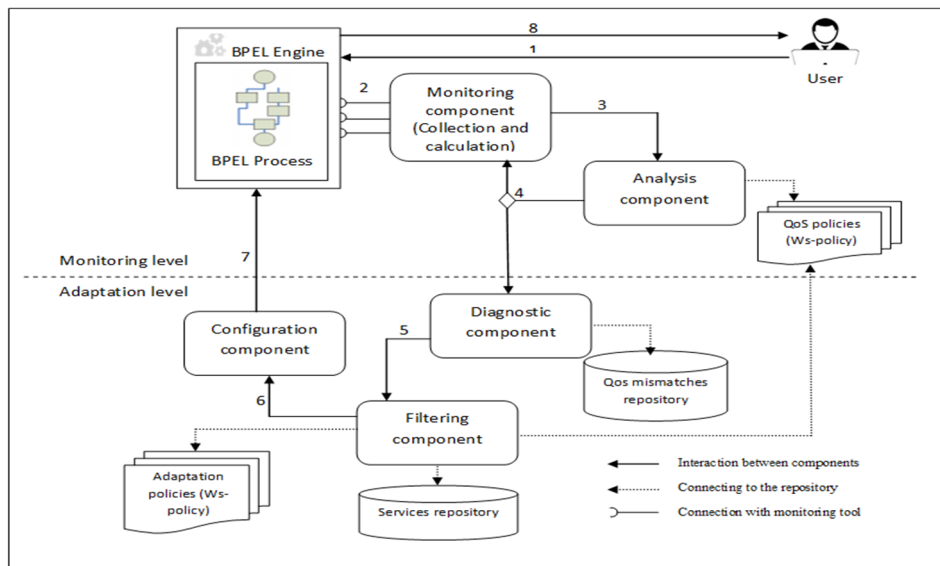 8
1
BPEL Engine
User
2
Monitoring
component
(Collection and
calculation)
3
BPEL Process
4
Analysis
component
QoS policies
(Ws-policy)
Monitoring level
7
Adaptation level
Diagnostic
component
Configuration
component
5
Qos mismatches
repository
6
Filtering
component
Adaptation
policies (Ws-
policy)
Services repository
Interaction between components
Connecting to the repository
Connection with monitoring tool